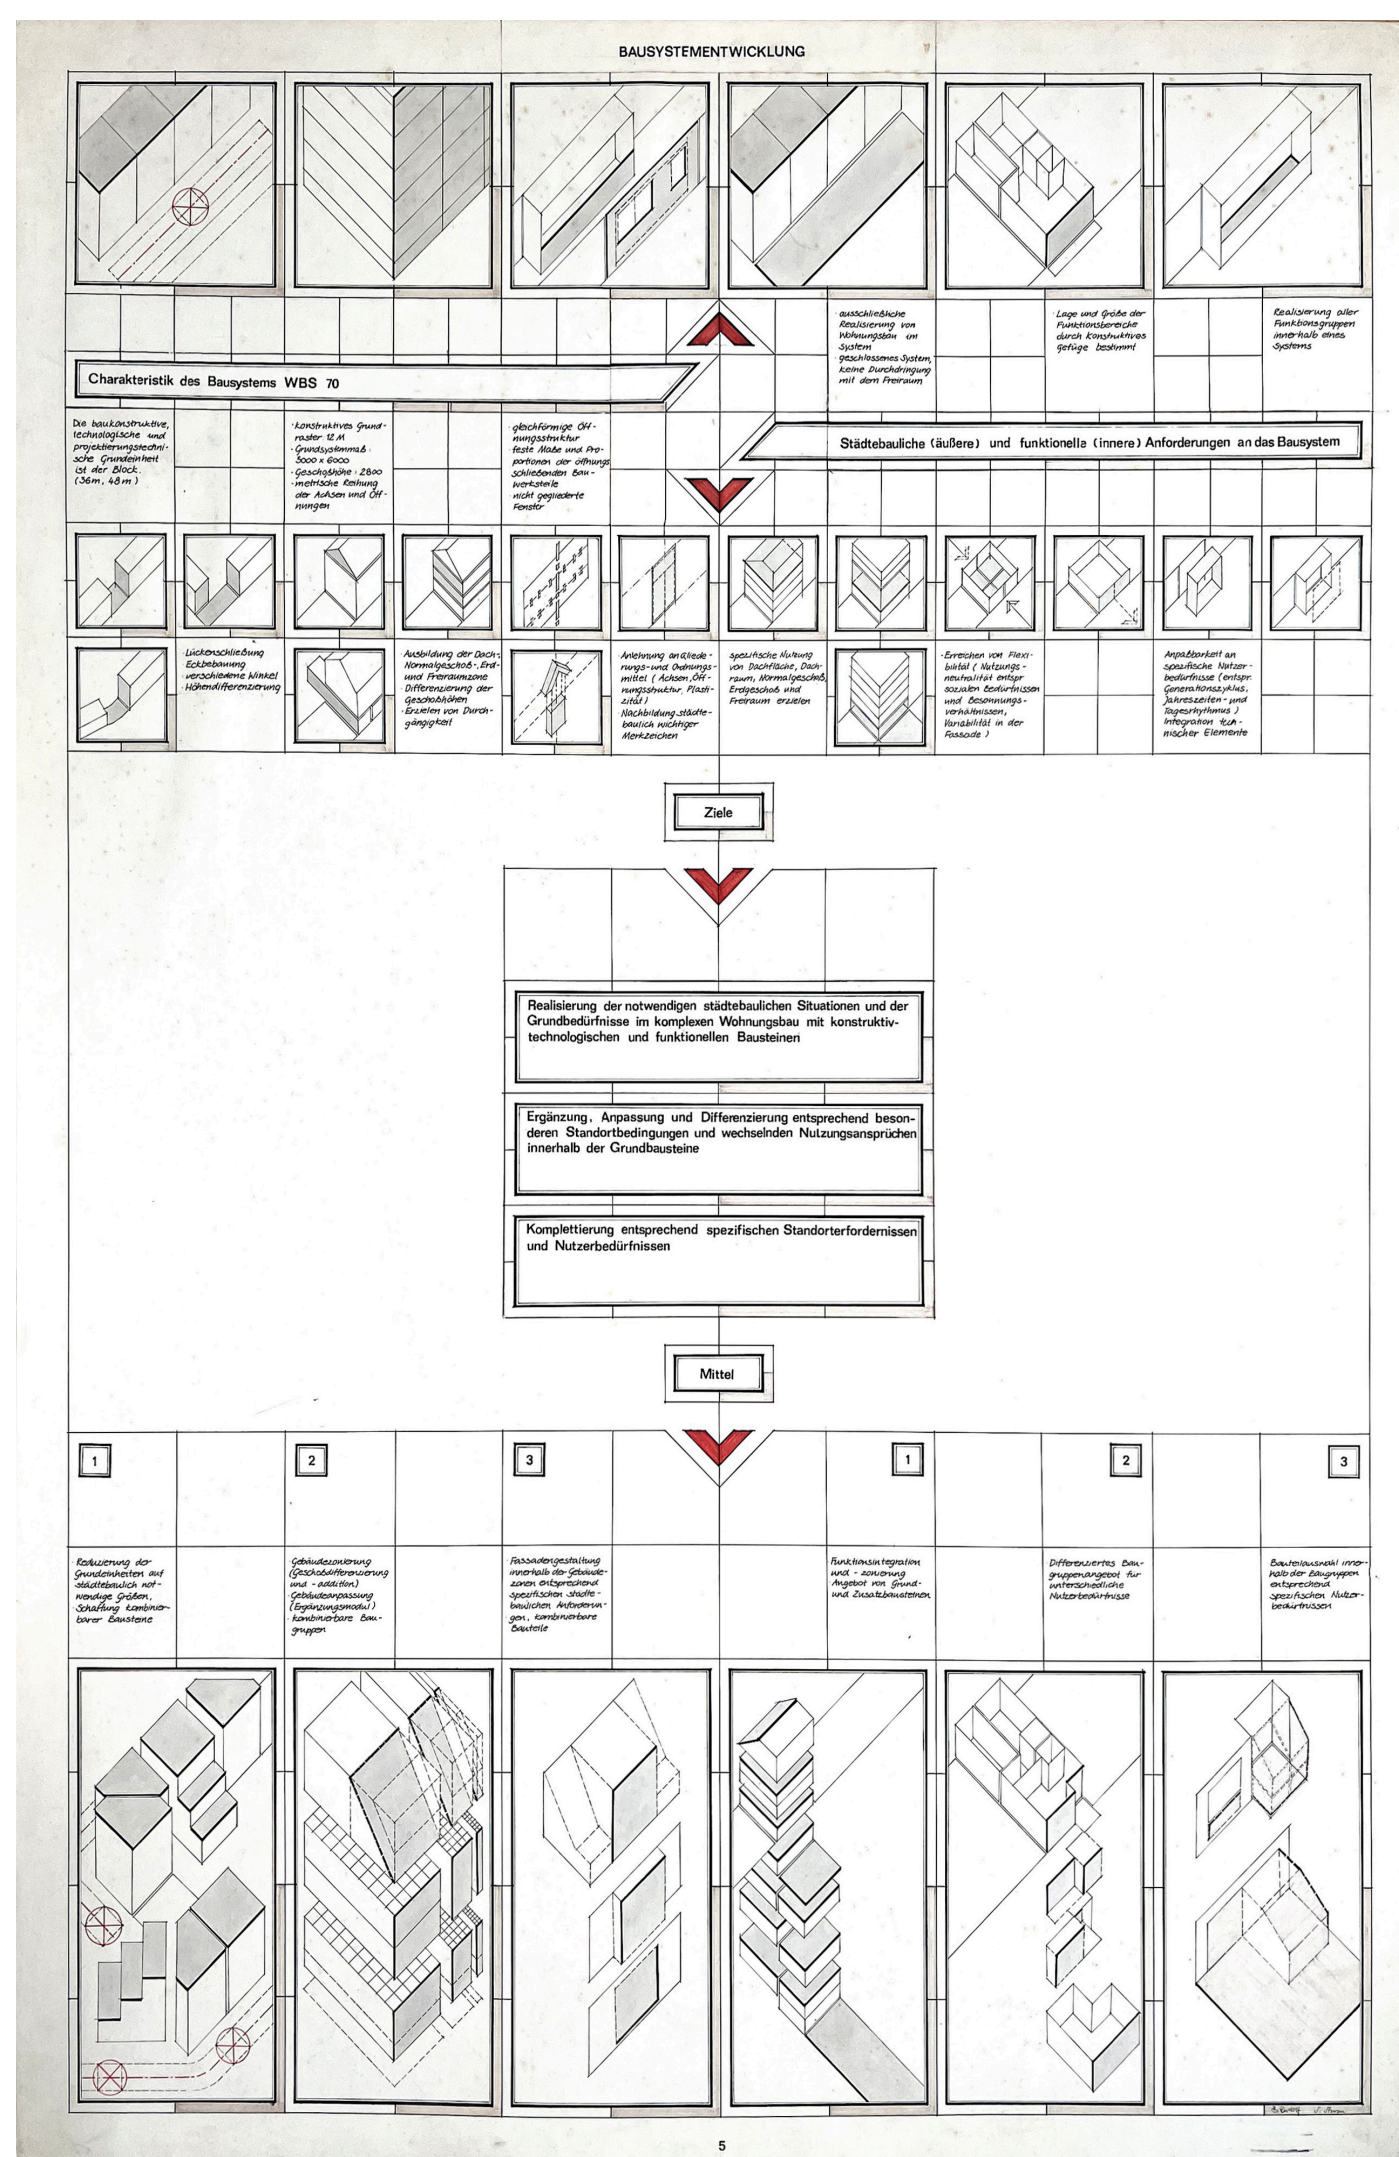 BAUSYSTEMENTWICKLUNG
ausschließliche
Realisierung von
Wohnungsbau im
System
· geschlossenes System,
keine Durchdringung
mit dem Freiraum
· Lage und Größe der
Funktionsbereiche
durch konstruktives
Gefüge bestimmt
Realisierung aller
Funktionsgruppen
innerhalb eines
Systems
Charakteristik des Bausystems WBS 70
Die baukonstruktive,
technologische und
projektierungstechni-
sche Grundeinheit
ist der Block.
(36m, 48m)
· konstruktives Grund-
raster 12 M
· Grundsystemmaß:
3000 x 6000
· Geschoßhöhe: 2800
· metrische Reihung
der Achsen und Öff-
nungen
· gleichförmige Öff-
nungsstruktur
feste Maße und Pro-
portionen der öffnungs
schließenden Bau-
werksteile
· nicht gegliederte
Fenster
Städtebauliche (äußere) und funktionelle (innere) Anforderungen an das Bausystem
· Lückenschließung
· Eckbebauung
· verschiedene Winkel
· Höhendifferenzierung
· Ausbildung der Dach-,
Normalgeschoß-, Erd-
und Freiraumzone
· Differenzierung der
Geschoßhöhen
· Erzielen von Durch-
gängigkeit
· Anlehnung an Gliede-
rungs- und Ordnungs-
mittel (Achsen, Öff-
nungsstruktur, Plasti-
zität)
· Nachbildung städte-
baulich wichtiger
Merkzeichen
spezifische Nutzung
von Dachfläche, Dach-
raum, Normalgeschoß,
Erdgeschoß und
Freiraum erzielen
· Erreichen von Flexi-
bilität (Nutzungs-
neutralität entspr
sozialen Bedürfnissen
und Besonnungs-
verhältnissen,
Variabilität in der
Fassade)
Anpaßbarkeit an
spezifische Nutzer-
bedürfnisse (entspr.
Generationszyklus,
Jahreszeiten- und
Tagesrhythmus)
Integration tech-
nischer Elemente
Ziele
Realisierung der notwendigen städtebaulichen Situationen und der
Grundbedürfnisse im komplexen Wohnungsbau mit konstruktiv-
technologischen und funktionellen Bausteinen
Ergänzung, Anpassung und Differenzierung entsprechend beson-
deren Standortbedingungen und wechselnden Nutzungsansprüchen
innerhalb der Grundbausteine
Komplettierung entsprechend spezifischen Standorterfordernissen
und Nutzerbedürfnissen
Mittel
1
2
3
1
2
3
· Reduzierung der
Grundeinheiten auf
städtebaulich not-
wendige Größen,
· Schaffung kombinier-
barer Bausteine
· Gebäudezonierung
(Geschoßdifferenzierung
und -addition)
· Gebäudeanpassung
(Ergänzungsmodul)
· kombinierbare Bau-
gruppen
· Fassadengestaltung
innerhalb der Gebäude-
zonen entsprechend
spezifischen städte-
baulichen Anforderun-
gen, kombinierbare
Bauteile
Funktionsintegration
und -zonierung
Angebot von Grund-
und Zusatzbausteinen
Differenziertes Bau-
gruppenangebot für
unterschiedliche
Nutzerbedürfnisse
Bauteilauswahl inner-
halb der Baugruppen
entsprechend
spezifischen Nutzer-
bedürfnissen
5